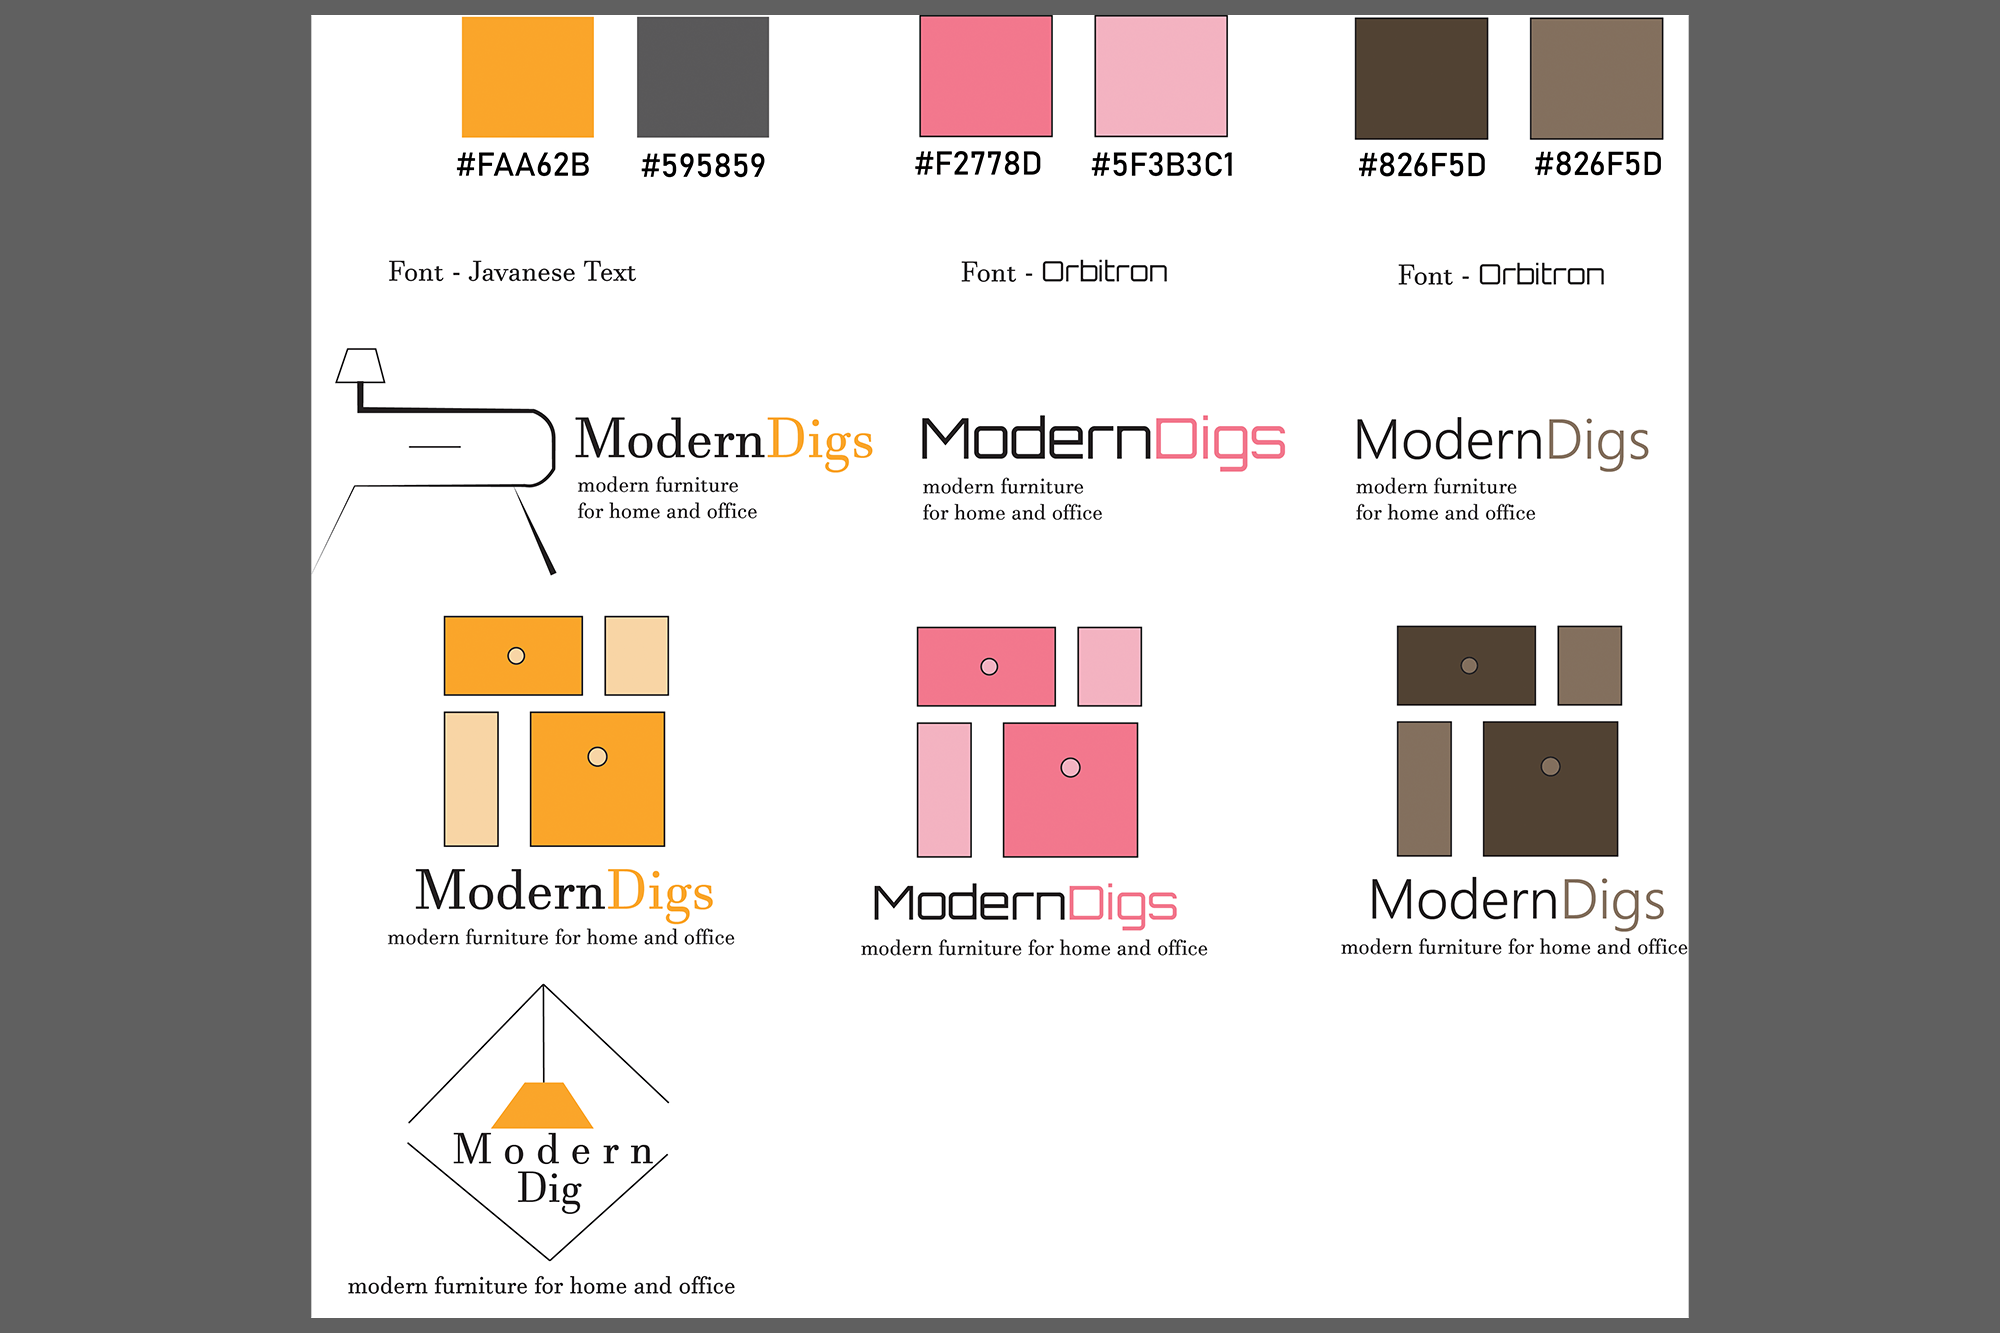 #FAA62B
#595859
#F2778D
#5F3B3C1
#826F5D
#826F5D
Font - Javanese Text
Font - Orbitron
Font - Orbitron
ModernDigs
modern furniture
for home and office
ModernDigs
modern furniture
for home and office
ModernDigs
modern furniture
for home and office
ModernDigs
modern furniture for home and office
ModernDigs
modern furniture for home and office
ModernDigs
modern furniture for home and office
Modern
Dig
modern furniture for home and office